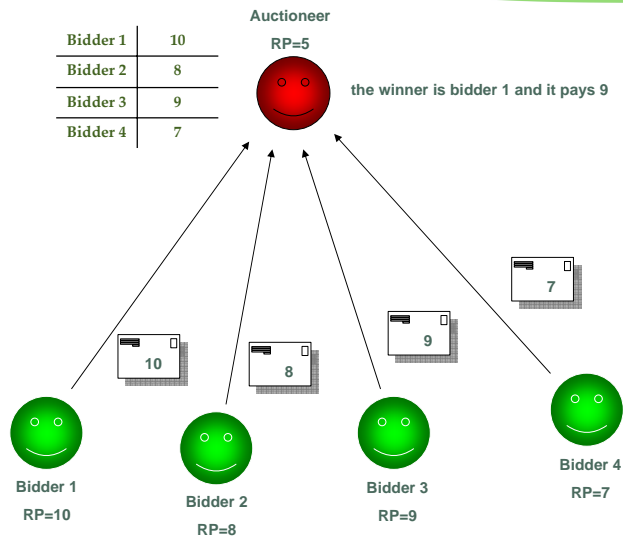 Auctioneer
RP=5
Bidder 1 10
Bidder 2 8
Bidder 3 9
Bidder 4 7
the winner is bidder 1 and it pays 9
10
8
9
7
Bidder 1
RP=10
Bidder 2
RP=8
Bidder 3
RP=9
Bidder 4
RP=7